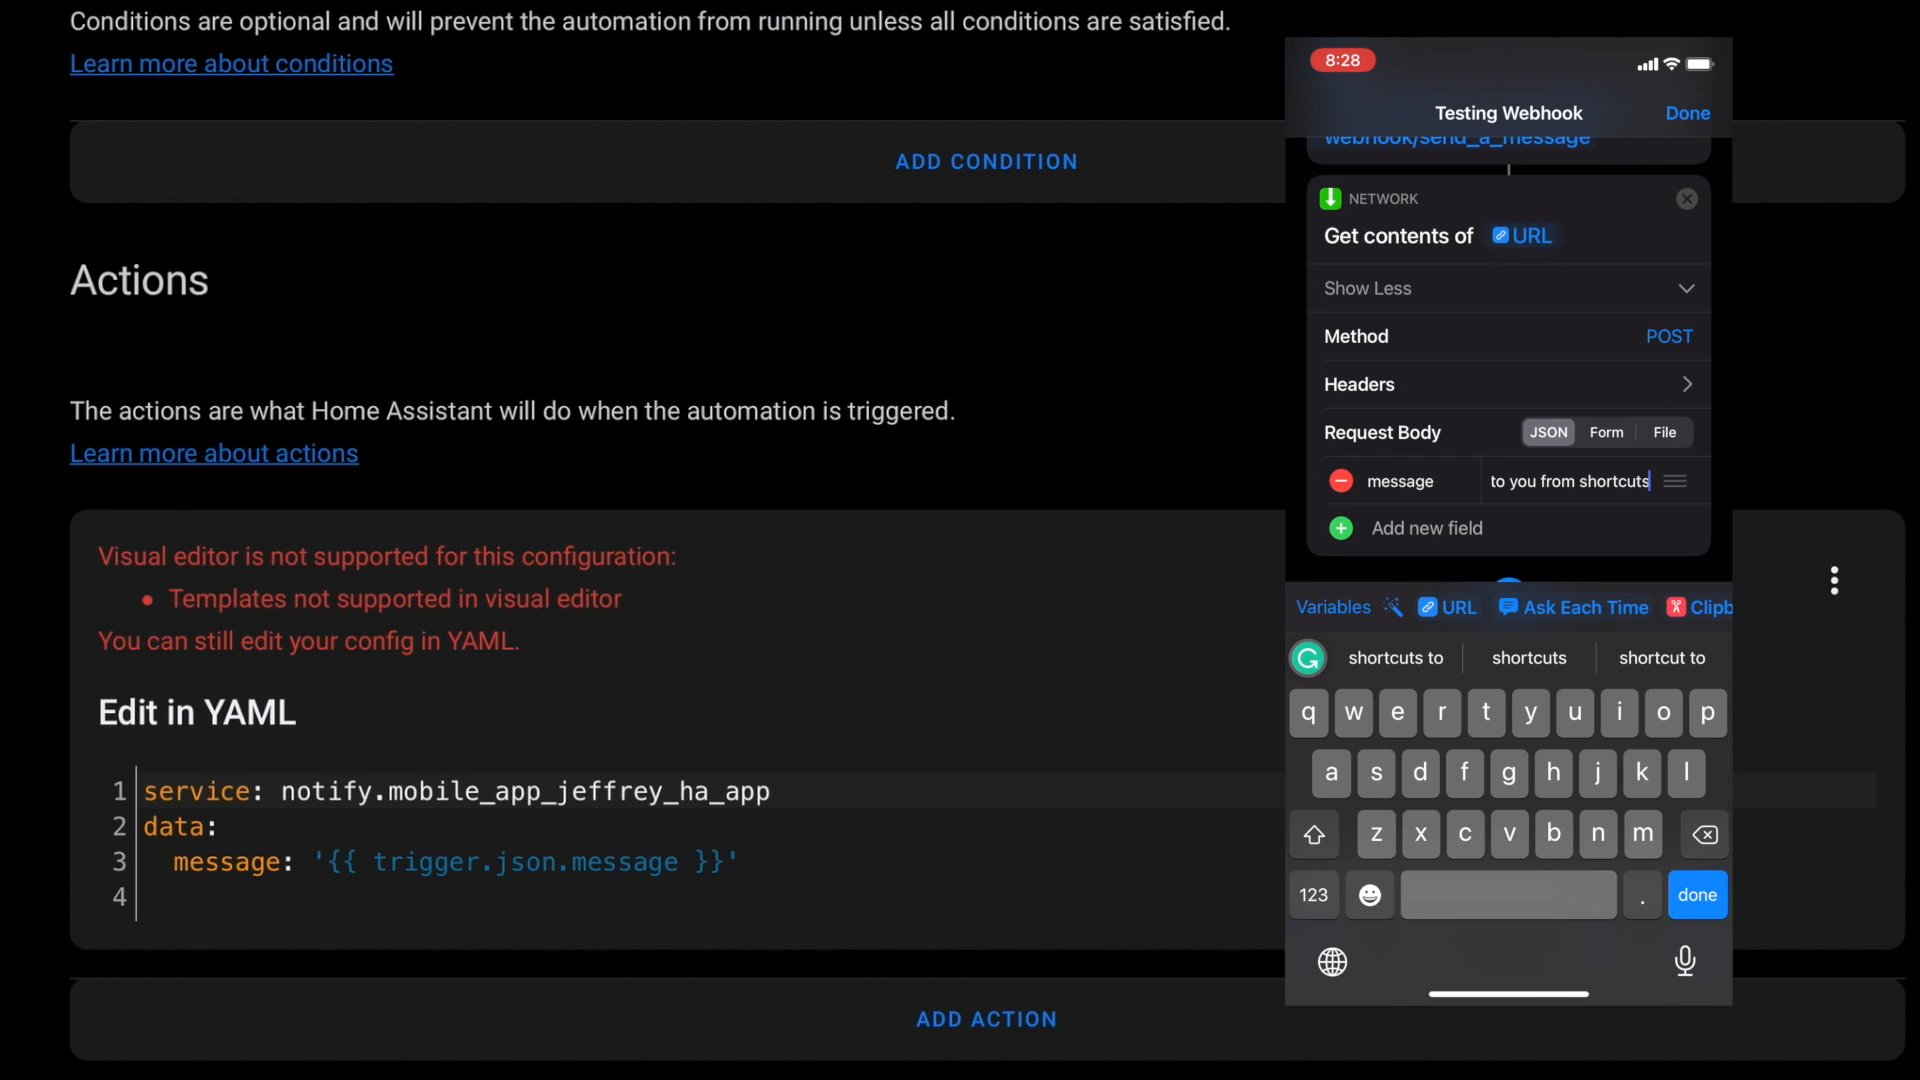 Conditions are optional and will prevent the automation from running unless all conditions are satisfied.
Learn more about conditions
ADD CONDITION
Actions
The actions are what Home Assistant will do when the automation is triggered.
Learn more about actions
Visual editor is not supported for this configuration:
Templates not supported in visual editor
You can still edit your config in YAML.
Edit in YAML
1 service: notify.mobile_app_jeffrey_ha_app
2 data:
3 message: '{{ trigger.json.message }}'
4
ADD ACTION
8:28
Testing Webhook Done
webhook/send_a_message
NETWORK
Get contents of URL
Show Less
Method POST
Headers
Request Body JSON Form File
message to you from shortcuts
Add new field
Variables URL Ask Each Time Clipb
shortcuts to shortcuts shortcut to
q w e r t y u i o p
a s d f g h j k l
z x c v b n m
123 . done